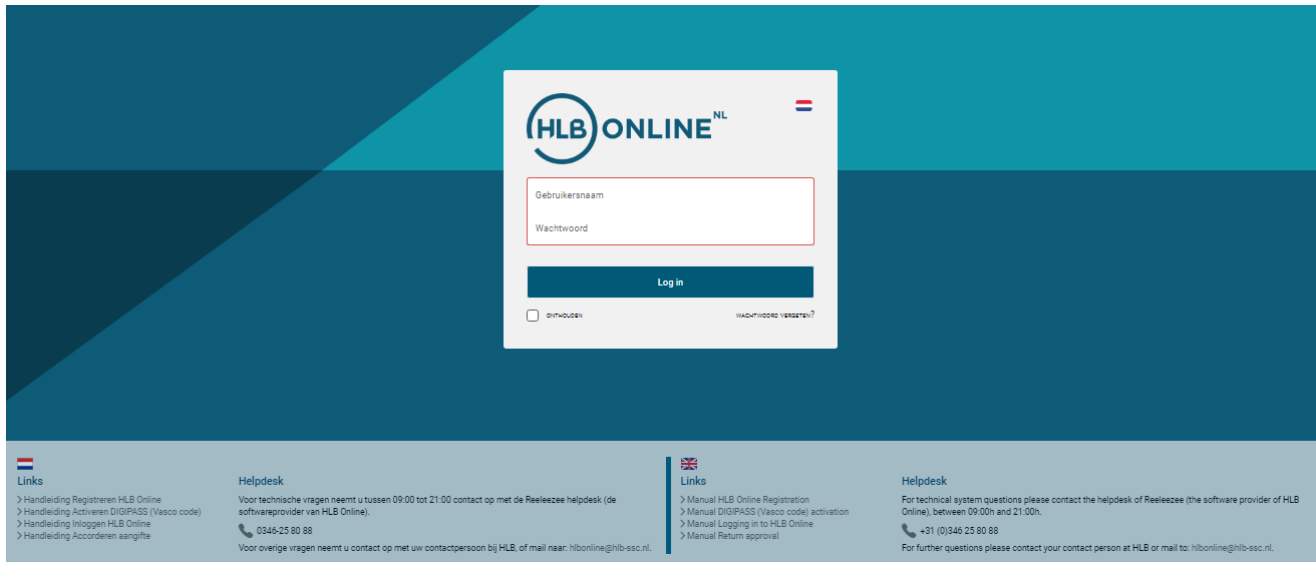 HLB ONLINE NL
Gebruikersnaam
Wachtwoord
Log in
ONTHOUDEN
WACHTWOORD VERGETEN?
Links
> Handleiding Registreren HLB Online
> Handleiding Activeren DIGIPASS (Vasco code)
> Handleiding Inloggen HLB Online
> Handleiding Accorderen aangifte
Helpdesk
Voor technische vragen neemt u tussen 09:00 tot 21:00 contact op met de Reeleezee helpdesk (de
softwareprovider van HLB Online).
0346-25 80 88
Voor overige vragen neemt u contact op met uw contactpersoon bij HLB, of mail naar: hlbonline@hlb-ssc.nl.
Links
> Manual HLB Online Registration
> Manual DIGIPASS (Vasco code) activation
> Manual Logging in to HLB Online
> Manual Return approval
Helpdesk
For technical system questions please contact the helpdesk of Reeleezee (the software provider of HLB
Online), between 09:00h and 21:00h.
+31 (0)346 25 80 88
For further questions please contact your contact person at HLB or mail to: hlbonline@hlb-ssc.nl.